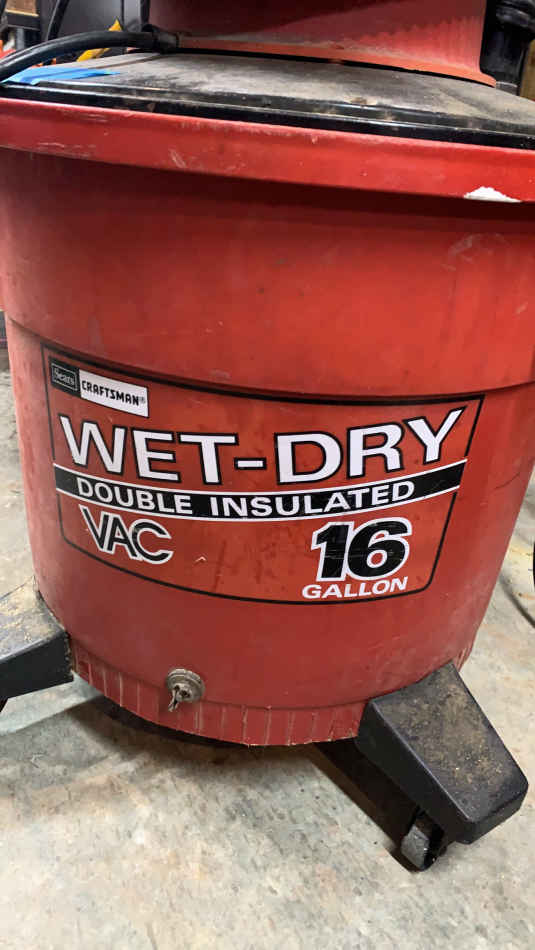 Sears CRAFTSMAN®
WET-DRY
DOUBLE INSULATED
VAC 16
GALLON